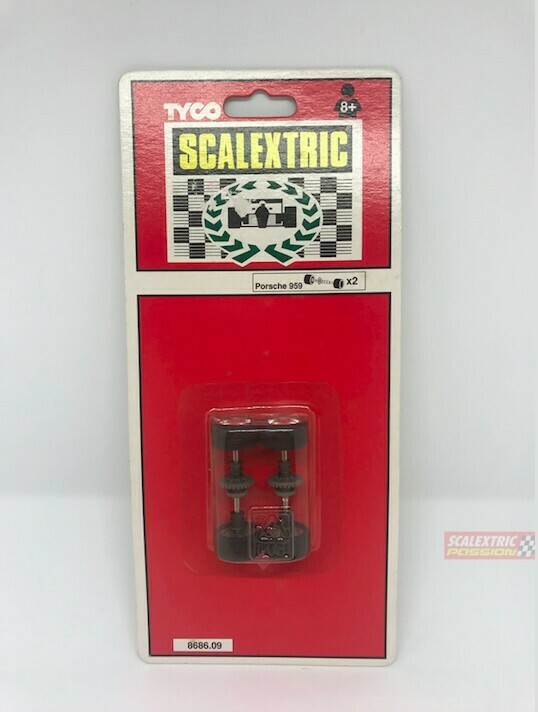 TYCO
8+
SCALEXTRIC
Porsche 959 x2
SCALEXTRIC
PASSION
8686.09